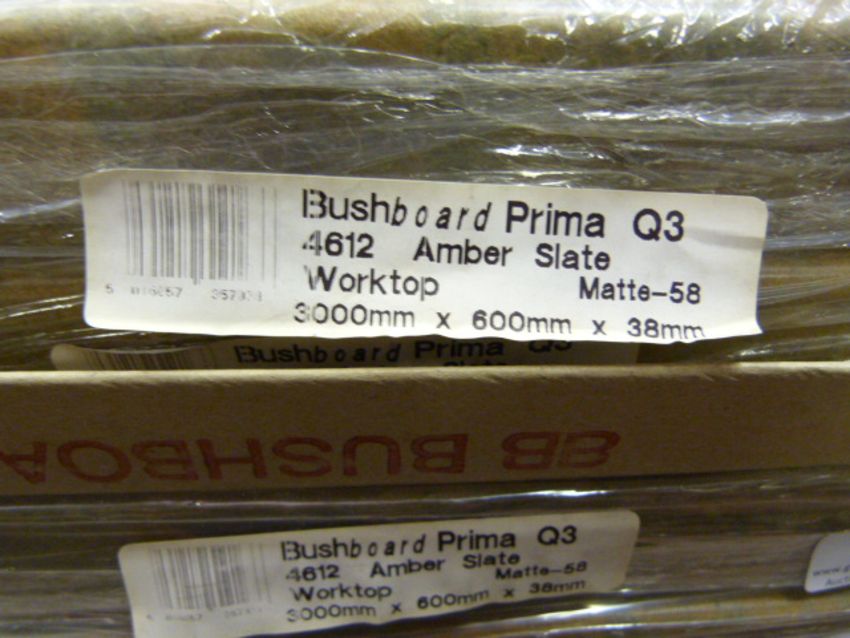 Bushboard Prima Q3
4612 Amber Slate
Worktop Matte-58
3000mm x 600mm x 38mm
Bushboard Prima Q3
Slate
BB BUSHBOA
Bushboard Prima Q3
4612 Amber Slate
Worktop Matte-58
3000mm x 600mm x 38mm